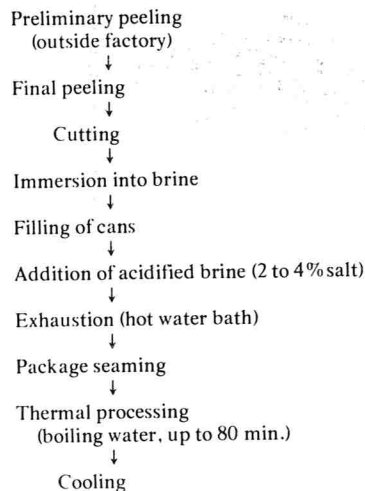 Preliminary peeling
(outside factory)
↓
Final peeling
↓
Cutting
↓
Immersion into brine
↓
Filling of cans
↓
Addition of acidified brine (2 to 4% salt)
↓
Exhaustion (hot water bath)
↓
Package seaming
↓
Thermal processing
(boiling water, up to 80 min.)
↓
Cooling